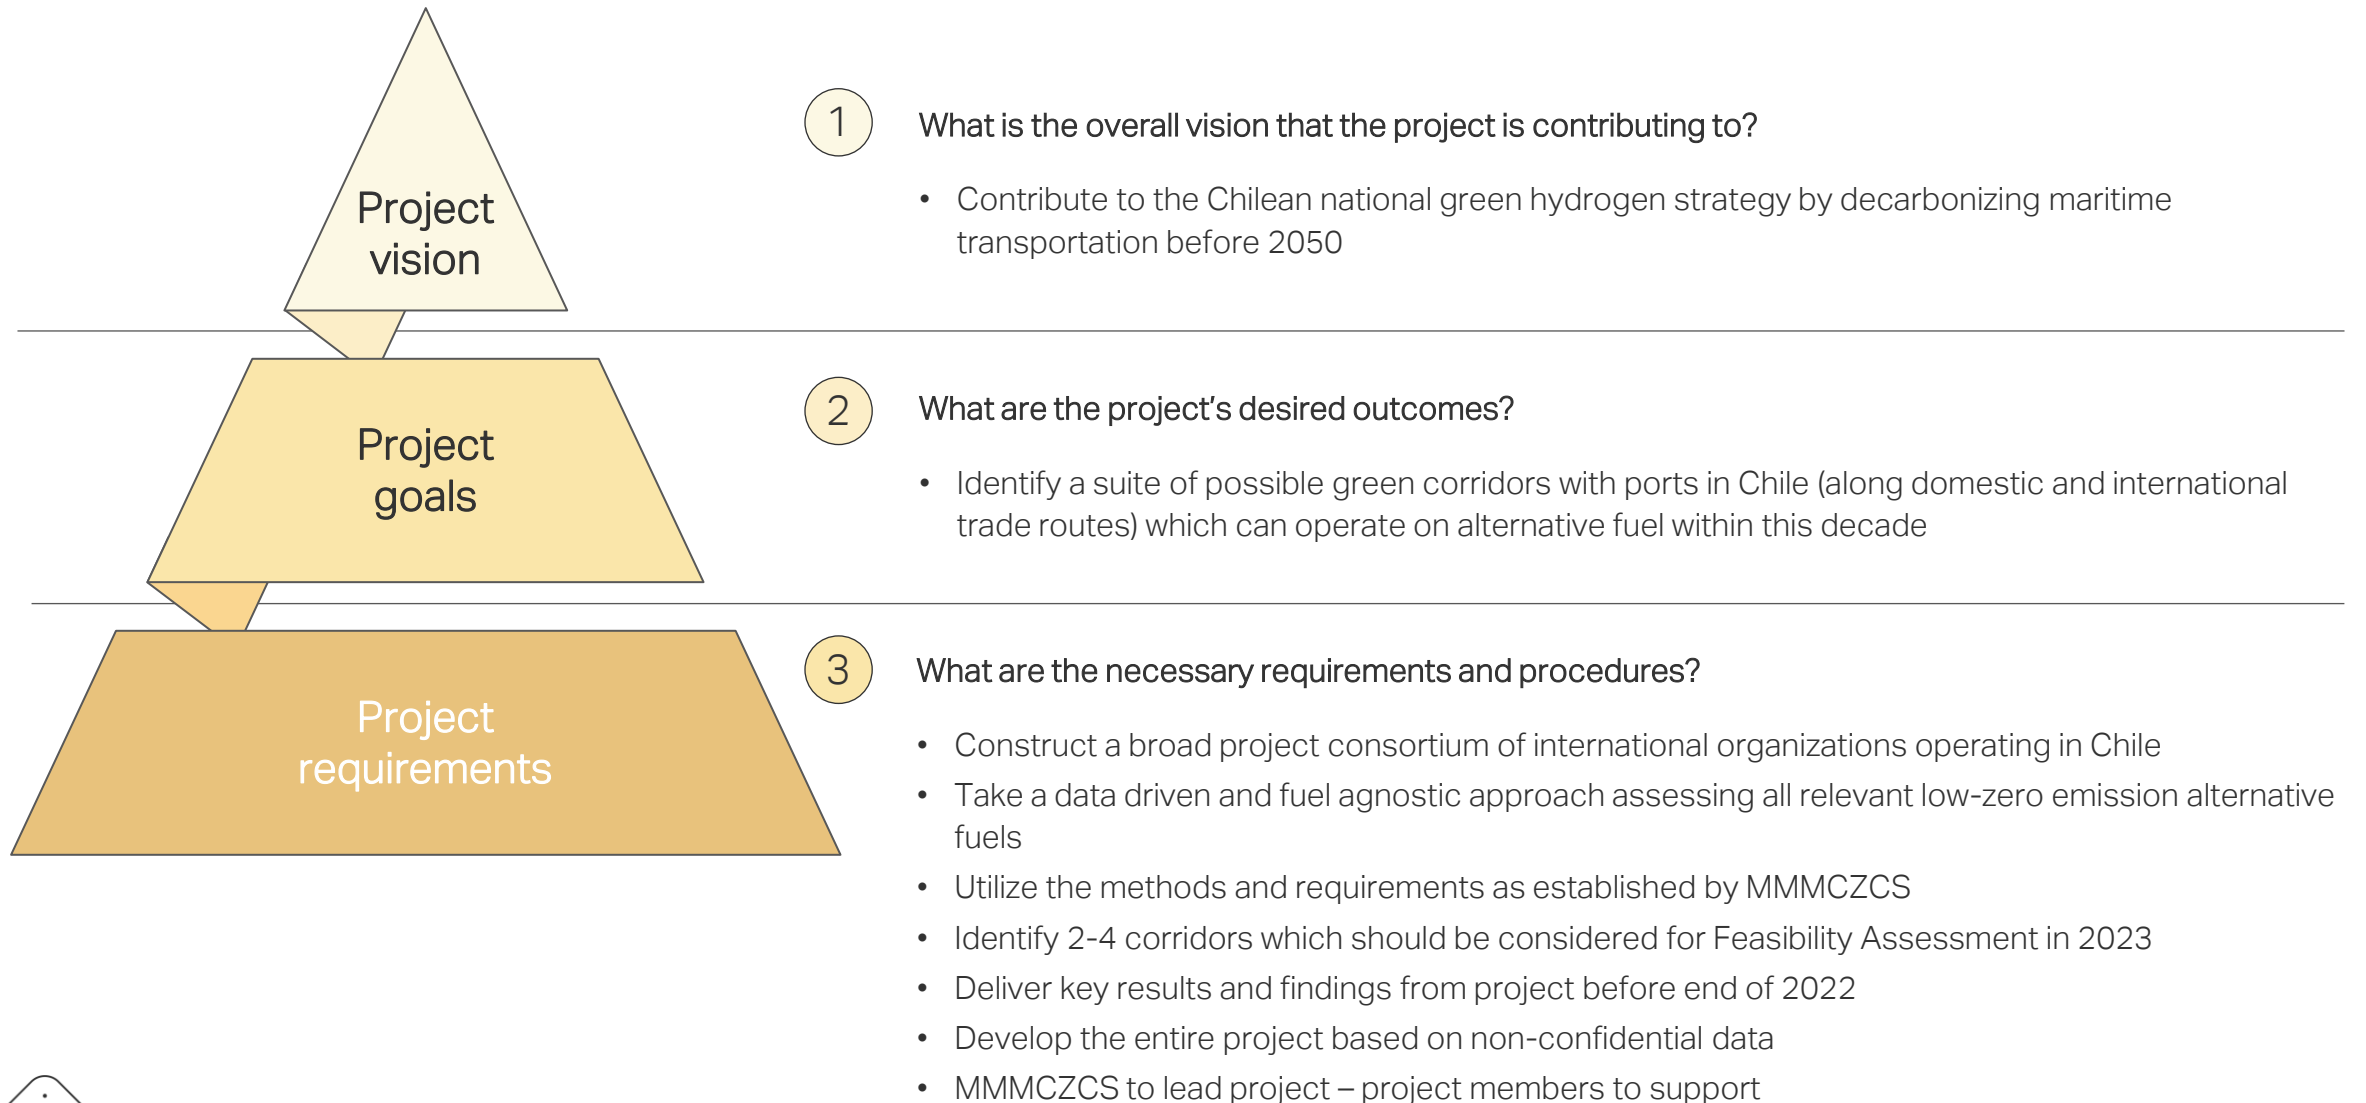 Project
vision
1
What is the overall vision that the project is contributing to?
• Contribute to the Chilean national green hydrogen strategy by decarbonizing maritime
transportation before 2050
Project
goals
2
What are the project's desired outcomes?
• Identify a suite of possible green corridors with ports in Chile (along domestic and international
trade routes) which can operate on alternative fuel within this decade
Project
requirements
3
What are the necessary requirements and procedures?
• Construct a broad project consortium of international organizations operating in Chile
• Take a data driven and fuel agnostic approach assessing all relevant low-zero emission alternative
fuels
• Utilize the methods and requirements as established by MMMCZCS
• Identify 2-4 corridors which should be considered for Feasibility Assessment in 2023
• Deliver key results and findings from project before end of 2022
• Develop the entire project based on non-confidential data
• MMMCZCS to lead project – project members to support